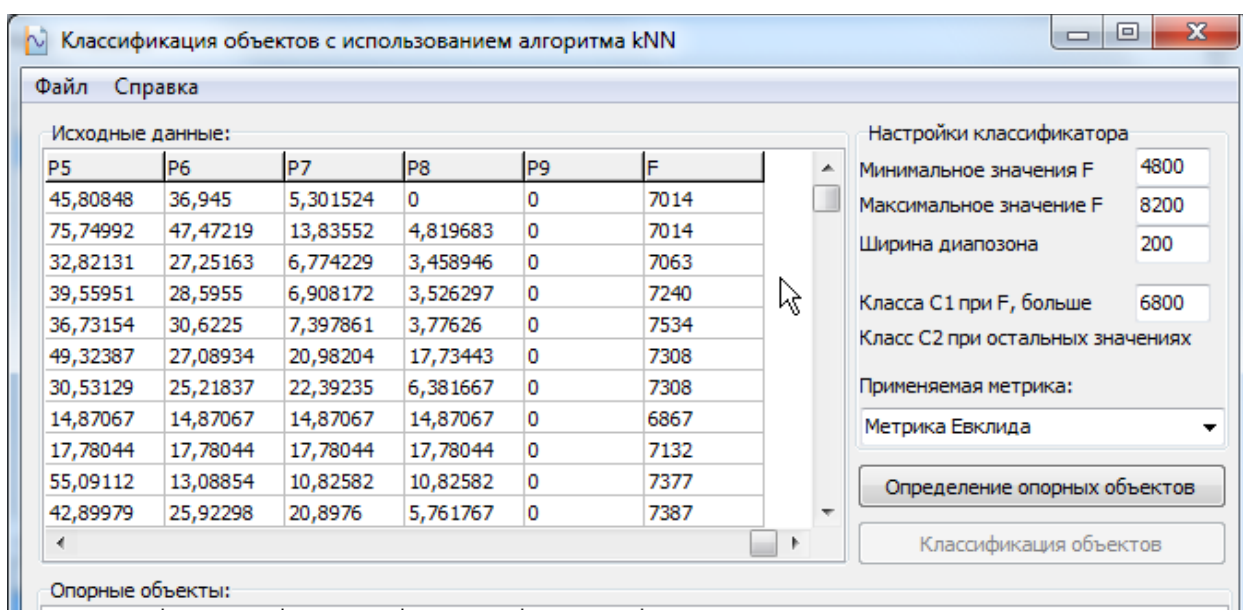 Классификация объектов с использованием алгоритма kNN
Файл Справка
Исходные данные:
P5 P6 P7 P8 P9 F
45,80848 36,945 5,301524 0 0 7014
75,74992 47,47219 13,83552 4,819683 0 7014
32,82131 27,25163 6,774229 3,458946 0 7063
39,55951 28,5955 6,908172 3,526297 0 7240
36,73154 30,6225 7,397861 3,77626 0 7534
49,32387 27,08934 20,98204 17,73443 0 7308
30,53129 25,21837 22,39235 6,381667 0 7308
14,87067 14,87067 14,87067 14,87067 0 6867
17,78044 17,78044 17,78044 17,78044 0 7132
55,09112 13,08854 10,82582 10,82582 0 7377
42,89979 25,92298 20,8976 5,761767 0 7387
Настройки классификатора
Минимальное значения F 4800
Максимальное значение F 8200
Ширина диапозона 200
Класса C1 при F, больше 6800
Класс C2 при остальных значениях
Применяемая метрика:
Метрика Евклида
Определение опорных объектов
Классификация объектов
Опорные объекты: